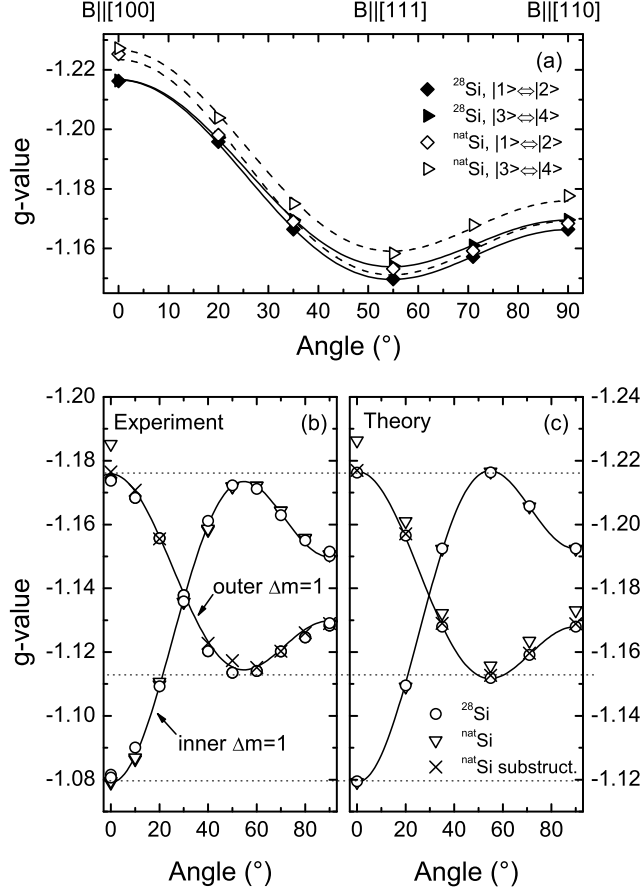 B||[100] B||[111] B||[110]
(a)
²⁸Si, |1>⇔|2>
²⁸Si, |3>⇔|4>
ⁿᵃᵗSi, |1>⇔|2>
ⁿᵃᵗSi, |3>⇔|4>
g-value
-1.22
-1.20
-1.18
-1.16
0 10 20 30 40 50 60 70 80 90
Angle (°)
Experiment (b)
g-value
-1.20
-1.18
-1.16
-1.14
-1.12
-1.10
-1.08
outer Δm=1
inner Δm=1
0 20 40 60 80
Angle (°)
Theory (c)
-1.24
-1.22
-1.20
-1.18
-1.16
-1.14
-1.12
²⁸Si
ⁿᵃᵗSi
ⁿᵃᵗSi substruct.
0 20 40 60 80
Angle (°)